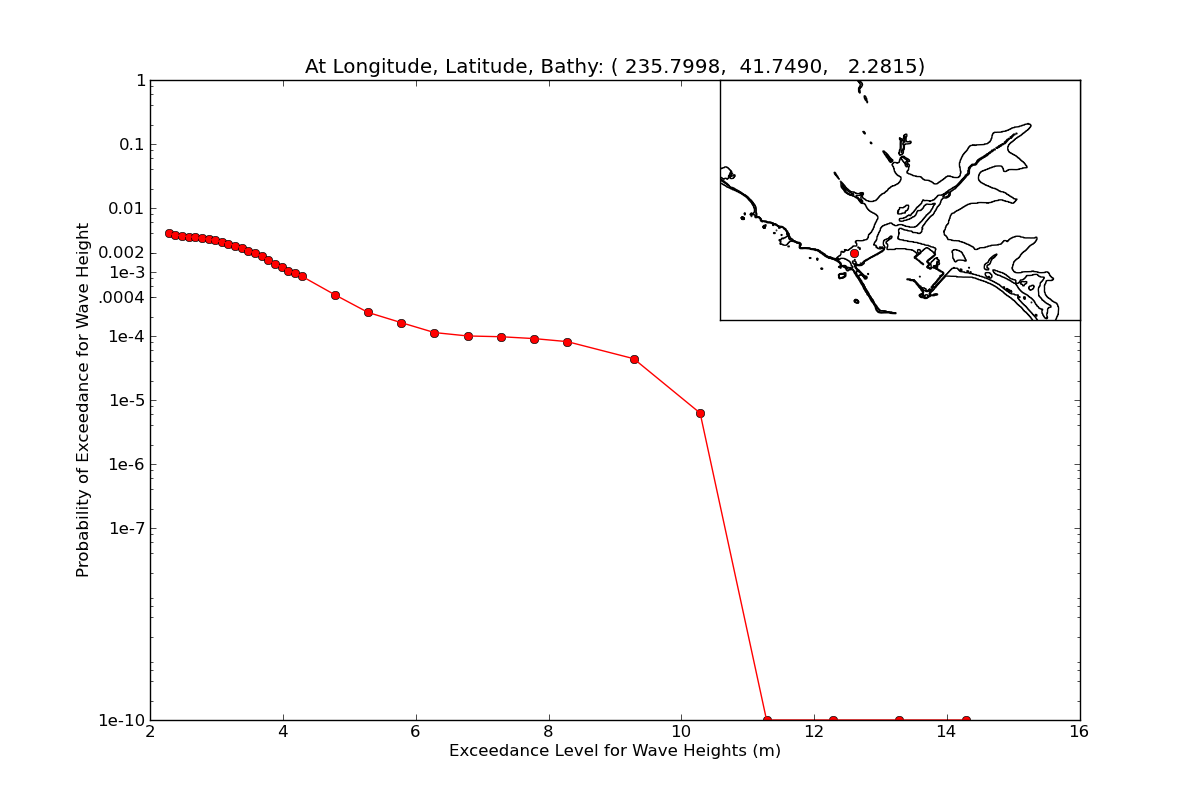 At Longitude, Latitude, Bathy: ( 235.7998,  41.7490,   2.2815)
Probability of Exceedance for Wave Height
1
0.1
0.01
0.002
1e-3
.0004
1e-4
1e-5
1e-6
1e-7
1e-10
2 4 6 8 10 12 14 16
Exceedance Level for Wave Heights (m)